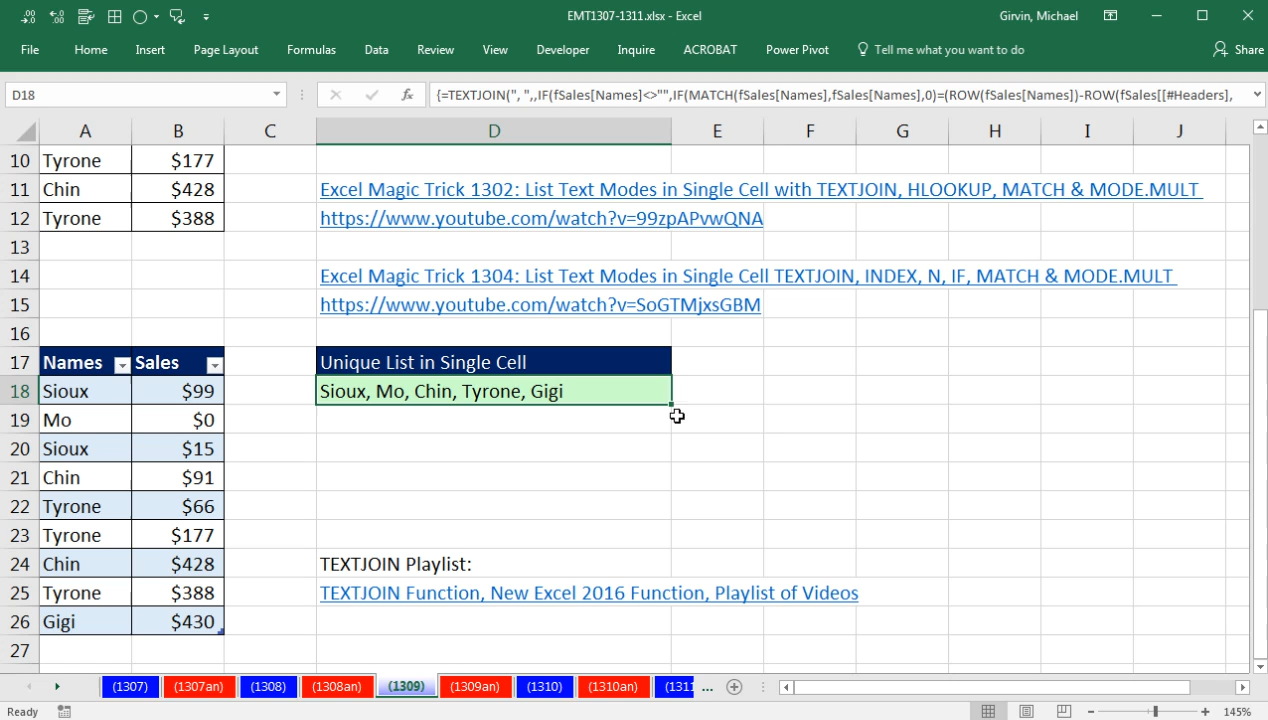 EMT1307-1311.xlsx - Excel
Girvin, Michael
File Home Insert Page Layout Formulas Data Review View Developer Inquire ACROBAT Power Pivot Tell me what you want to do Share
D18 fx {=TEXTJOIN(", ",,IF(fSales[Names]<>"",IF(MATCH(fSales[Names],fSales[Names],0)=(ROW(fSales[Names])-ROW(fSales[[#Headers],
A B C D E F G H I J
10 Tyrone $177
11 Chin $428 Excel Magic Trick 1302: List Text Modes in Single Cell with TEXTJOIN, HLOOKUP, MATCH & MODE.MULT
12 Tyrone $388 https://www.youtube.com/watch?v=99zpAPvwQNA
13
14 Excel Magic Trick 1304: List Text Modes in Single Cell TEXTJOIN, INDEX, N, IF, MATCH & MODE.MULT
15 https://www.youtube.com/watch?v=SoGTMjxsGBM
16
17 Names Sales Unique List in Single Cell
18 Sioux $99 Sioux, Mo, Chin, Tyrone, Gigi
19 Mo $0
20 Sioux $15
21 Chin $91
22 Tyrone $66
23 Tyrone $177
24 Chin $428 TEXTJOIN Playlist:
25 Tyrone $388 TEXTJOIN Function, New Excel 2016 Function, Playlist of Videos
26 Gigi $430
27
(1307) (1307an) (1308) (1308an) (1309) (1309an) (1310) (1310an) (1311 ...
Ready 145%